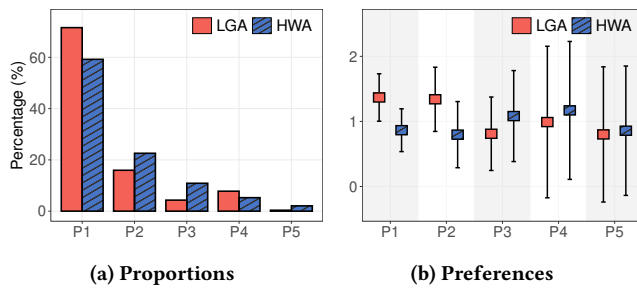 LGA HWA
Percentage (%)
60
40
20
0
P1 P2 P3 P4 P5
(a) Proportions
LGA HWA
2
1
0
P1 P2 P3 P4 P5
(b) Preferences